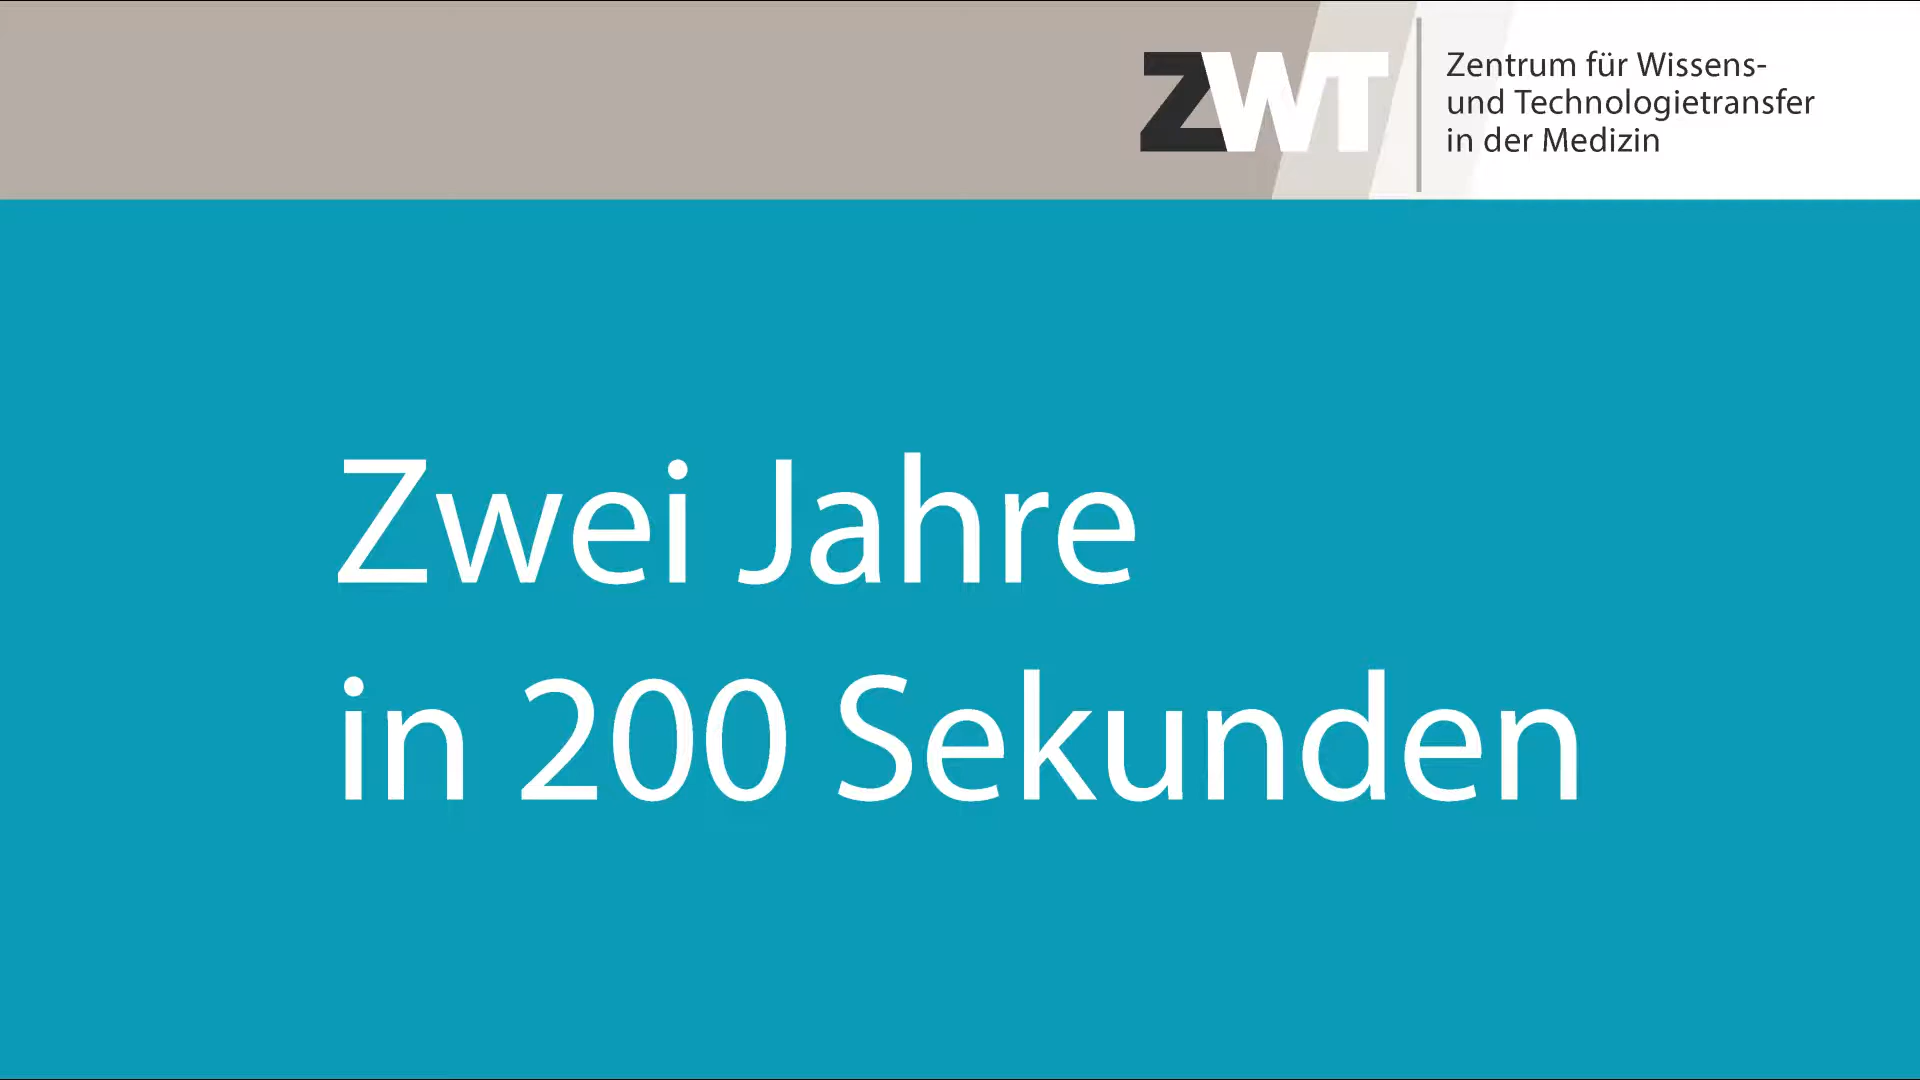 ZWT
Zentrum für Wissens-
und Technologietransfer
in der Medizin
Zwei Jahre
in 200 Sekunden